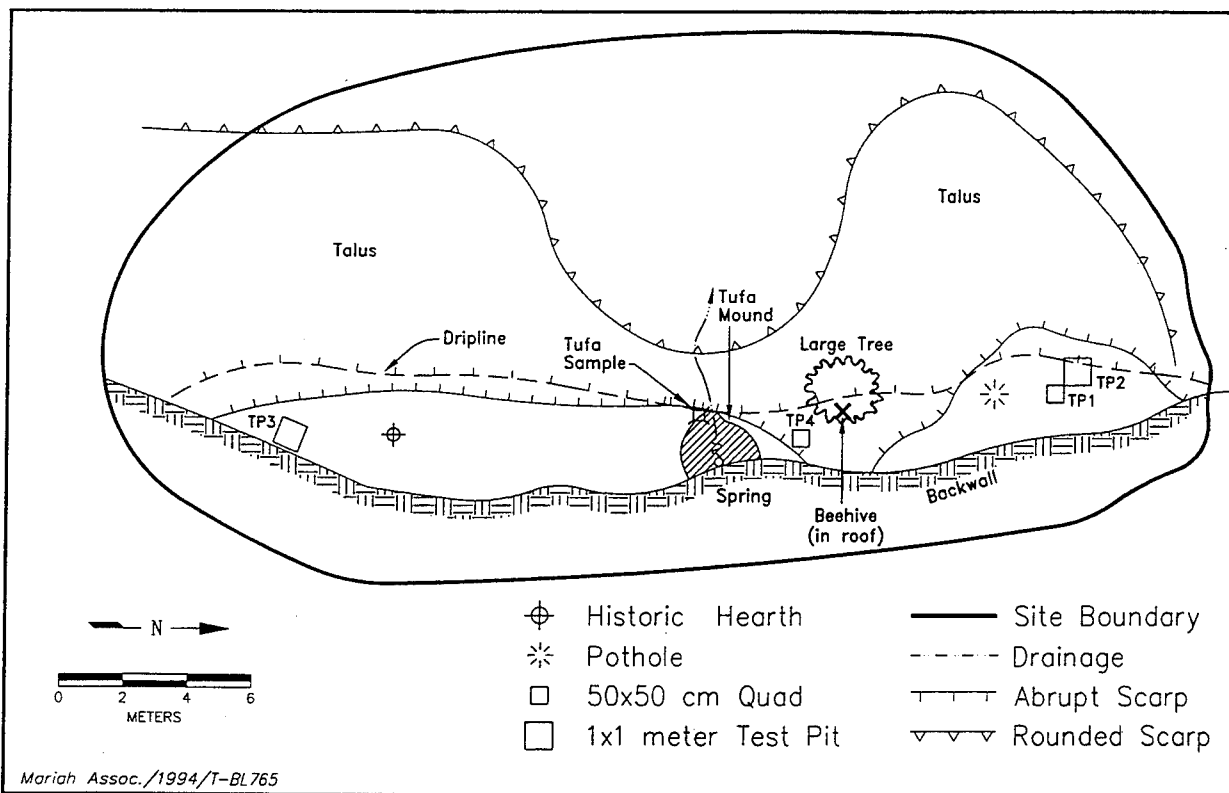 Talus
Talus
Dripline
Tufa
Sample
Tufa
Mound
Large Tree
TP2
TP1
TP3
TP4
Spring
Backwall
Beehive
(in roof)
N
0 2 4 6
METERS
Historic Hearth
Pothole
50x50 cm Quad
1x1 meter Test Pit
Site Boundary
Drainage
Abrupt Scarp
Rounded Scarp
Mariah Assoc./1994/T-BL765